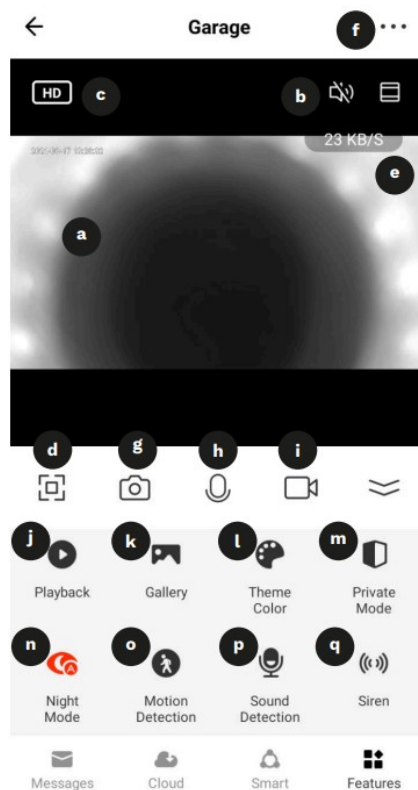 Garage
f
HD
c
b
23 KB/S
e
a
d
g
h
i
j
k
l
m
Playback
Gallery
Theme
Color
Private
Mode
n
o
p
q
A
Night
Mode
Motion
Detection
Sound
Detection
Siren
Messages
Cloud
Smart
Features